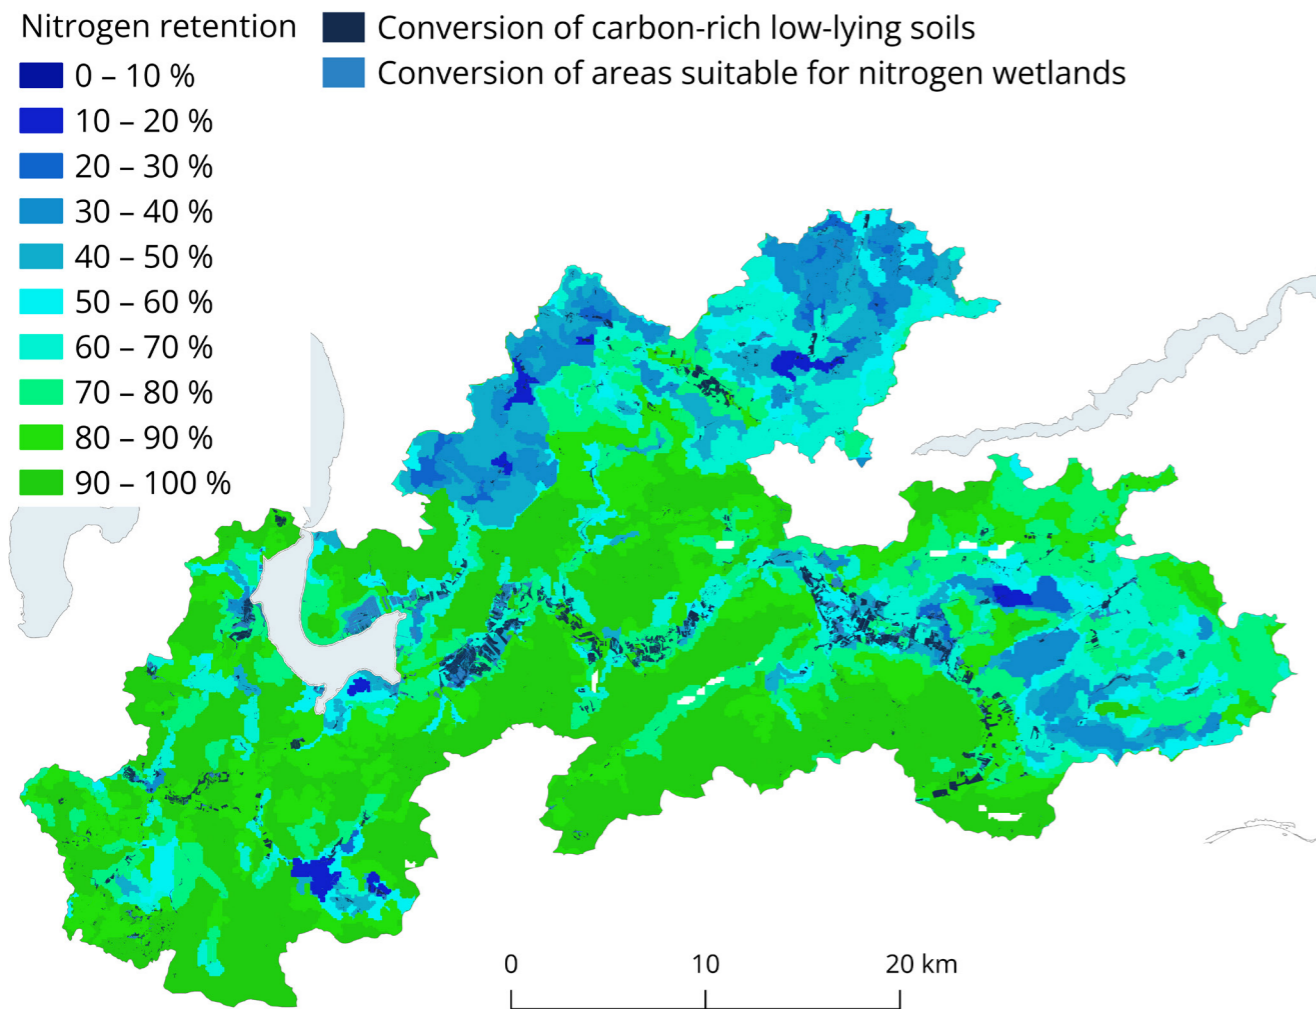 Nitrogen retention
0 – 10 %
10 – 20 %
20 – 30 %
30 – 40 %
40 – 50 %
50 – 60 %
60 – 70 %
70 – 80 %
80 – 90 %
90 – 100 %
Conversion of carbon-rich low-lying soils
Conversion of areas suitable for nitrogen wetlands
0 10 20 km